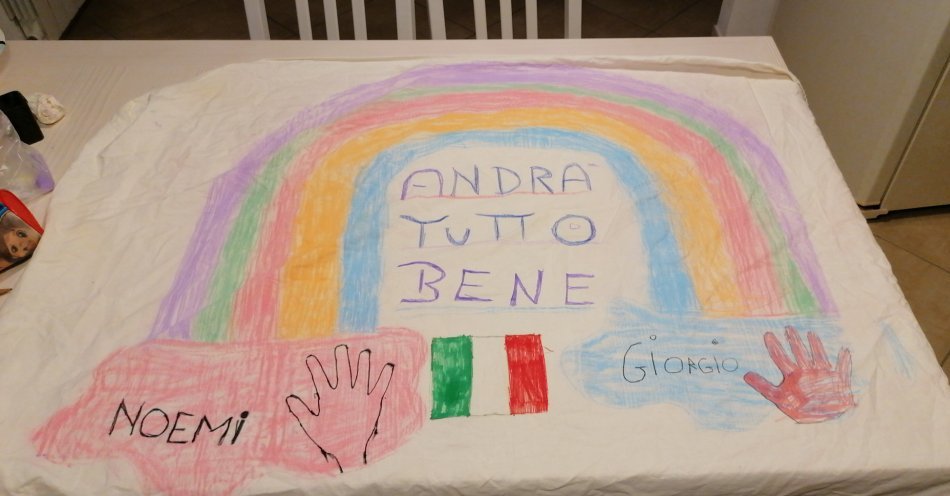 ANDRÀ
TUTTO
BENE
NOEMi
GiORGiO